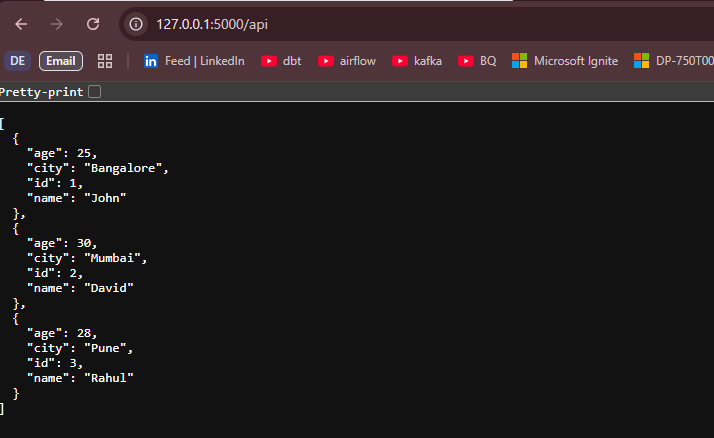 127.0.0.1:5000/api
DE Email Feed | LinkedIn dbt airflow kafka BQ Microsoft Ignite DP-750T00
Pretty-print
[
  {
    "age": 25,
    "city": "Bangalore",
    "id": 1,
    "name": "John"
  },
  {
    "age": 30,
    "city": "Mumbai",
    "id": 2,
    "name": "David"
  },
  {
    "age": 28,
    "city": "Pune",
    "id": 3,
    "name": "Rahul"
  }
]